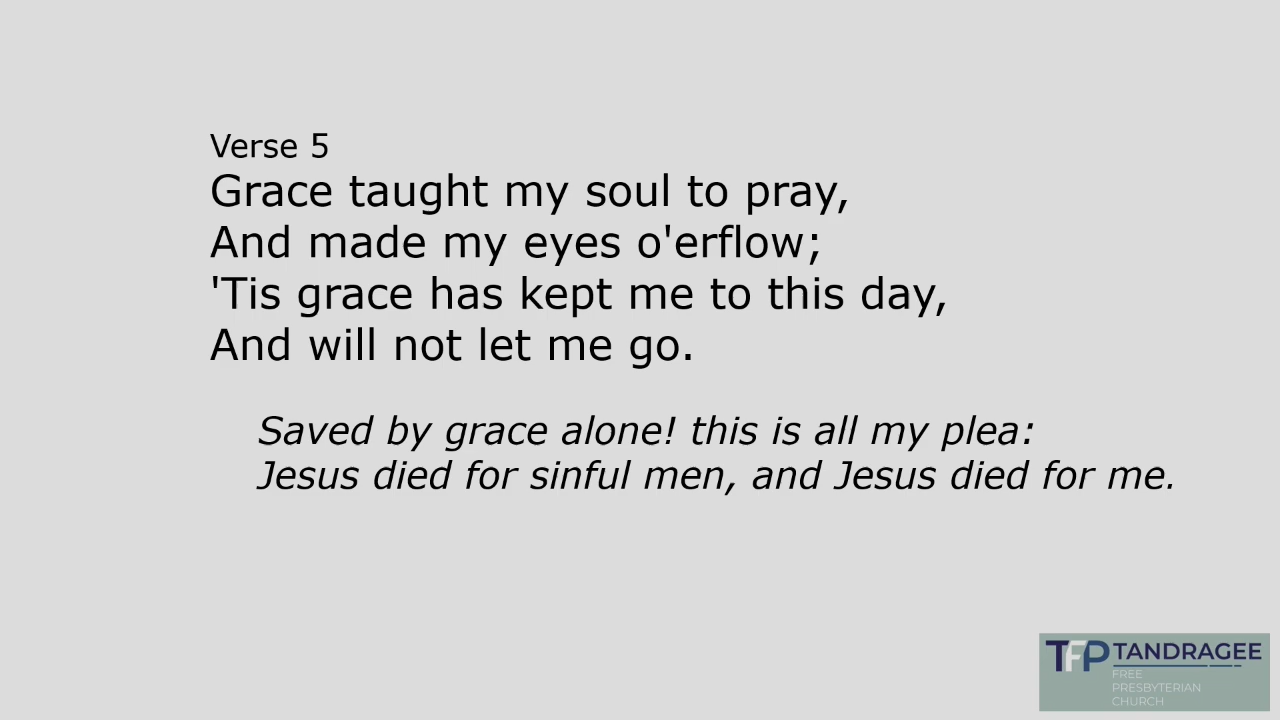 Verse 5
Grace taught my soul to pray,
And made my eyes o'erflow;
'Tis grace has kept me to this day,
And will not let me go.
Saved by grace alone! this is all my plea:
Jesus died for sinful men, and Jesus died for me.
TFP TANDRAGEE
FREE
PRESBYTERIAN
CHURCH